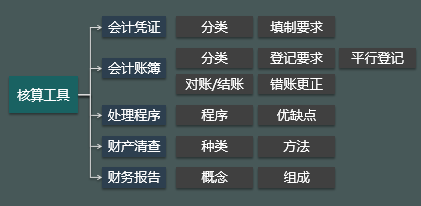 会计凭证 分类 填制要求
会计账簿 分类 登记要求 平行登记
对账/结账 错账更正
核算工具
处理程序 程序 优缺点
财产清查 种类 方法
财务报告 概念 组成